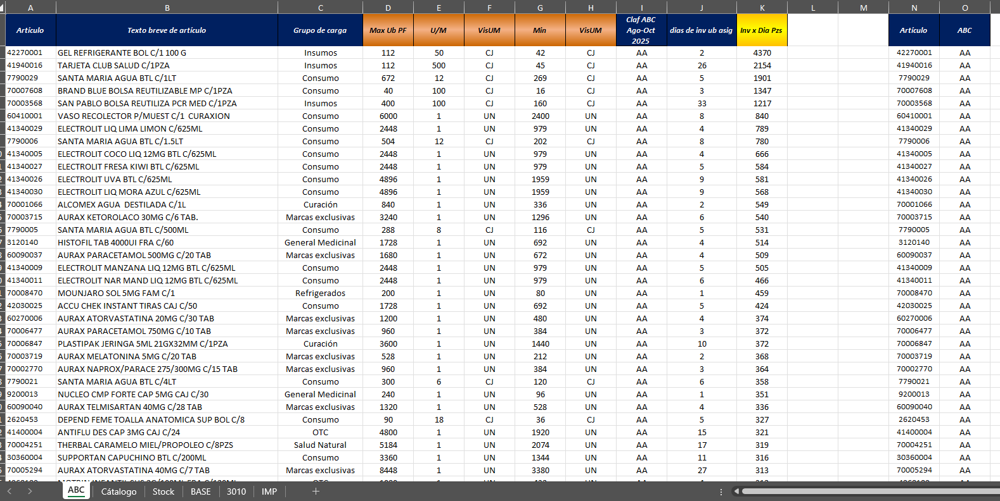 A B C D E F G H I J K L M N O
Artículo Texto breve de artículo Grupo de carga Max Ub PF U/M VisUM Min VisUM Claf ABC Ago-Oct 2025 dias de inv ub asig Inv x Dia Pzs Artículo ABC
42270001 GEL REFRIGERANTE BOL C/1 100 G Insumos 112 50 CJ 42 CJ AA 2 4370 42270001 AA
41940016 TARJETA CLUB SALUD C/1PZA Insumos 112 500 CJ 45 CJ AA 26 2154 41940016 AA
7790029 SANTA MARIA AGUA BTL C/1LT Consumo 672 12 CJ 269 CJ AA 5 1901 7790029 AA
70007608 BRAND BLUE BOLSA REUTILIZABLE MP C/1PZA Consumo 40 100 CJ 16 CJ AA 3 1347 70007608 AA
70003568 SAN PABLO BOLSA REUTILIZA PCR MED C/1PZA Insumos 400 100 CJ 160 CJ AA 33 1217 70003568 AA
60410001 VASO RECOLECTOR P/MUEST C/1  CURAXION Consumo 6000 1 UN 2400 UN AA 8 840 60410001 AA
41340029 ELECTROLIT LIQ LIMA LIMON C/625ML Consumo 2448 1 UN 979 UN AA 4 789 41340029 AA
7790006 SANTA MARIA AGUA BTL C/1.5LT Consumo 504 12 CJ 202 CJ AA 8 780 7790006 AA
41340005 ELECTROLIT COCO LIQ 12MG BTL C/625ML Consumo 2448 1 UN 979 UN AA 4 666 41340005 AA
41340027 ELECTROLIT FRESA KIWI BTL C/625ML Consumo 2448 1 UN 979 UN AA 5 584 41340027 AA
41340026 ELECTROLIT UVA BTL C/625ML Consumo 4896 1 UN 1959 UN AA 9 581 41340026 AA
41340030 ELECTROLIT LIQ MORA AZUL C/625ML Consumo 4896 1 UN 1959 UN AA 9 568 41340030 AA
70001066 ALCOMEX AGUA  DESTILADA C/1L Curación 840 1 UN 336 UN AA 2 549 70001066 AA
70003715 AURAX KETOROLACO 30MG C/6 TAB. Marcas exclusivas 3240 1 UN 1296 UN AA 6 540 70003715 AA
7790005 SANTA MARIA AGUA BTL C/500ML Consumo 288 8 CJ 116 CJ AA 5 531 7790005 AA
3120140 HISTOFIL TAB 4000UI FRA C/60 General Medicinal 1728 1 UN 692 UN AA 4 514 3120140 AA
60090037 AURAX PARACETAMOL 500MG C/20 TAB Marcas exclusivas 1680 1 UN 672 UN AA 4 509 60090037 AA
41340009 ELECTROLIT MANZANA LIQ 12MG BTL C/625ML Consumo 2448 1 UN 979 UN AA 5 505 41340009 AA
41340011 ELECTROLIT NAR MAND LIQ 12MG BTL C/625ML Consumo 2448 1 UN 979 UN AA 6 466 41340011 AA
70008470 MOUNJARO SOL 5MG FAM C/1 Refrigerados 200 1 UN 80 UN AA 1 459 70008470 AA
42030025 ACCU CHEK INSTANT TIRAS CAJ C/50 Consumo 1728 1 UN 692 UN AA 5 424 42030025 AA
60270006 AURAX ATORVASTATINA 20MG C/30 TAB Marcas exclusivas 1200 1 UN 480 UN AA 4 374 60270006 AA
70006477 AURAX PARACETAMOL 750MG C/10 TAB Marcas exclusivas 960 1 UN 384 UN AA 3 372 70006477 AA
70006847 PLASTIPAK JERINGA 5ML 21GX32MM C/1PZA Curación 3600 1 UN 1440 UN AA 10 372 70006847 AA
70003719 AURAX MELATONINA 5MG C/20 TAB Marcas exclusivas 528 1 UN 212 UN AA 2 368 70003719 AA
70002770 AURAX NAPROX/PARACE 275/300MG C/15 TAB Marcas exclusivas 960 1 UN 384 UN AA 3 364 70002770 AA
7790021 SANTA MARIA AGUA BTL C/4LT Consumo 300 6 CJ 120 CJ AA 6 358 7790021 AA
9200013 NUCLEO CMP FORTE CAP 5MG CAJ C/30 General Medicinal 240 1 UN 96 UN AA 1 351 9200013 AA
60090040 AURAX TELMISARTAN 40MG C/28 TAB Marcas exclusivas 1320 1 UN 528 UN AA 4 336 60090040 AA
2620453 DEPEND FEME TOALLA ANATOMICA SUP BOL C/8 Consumo 90 18 CJ 36 CJ AA 5 327 2620453 AA
41400004 ANTIFLU DES CAP 3MG CAJ C/24 OTC 4800 1 UN 1920 UN AA 15 321 41400004 AA
70004251 THERBAL CARAMELO MIEL/PROPOLEO C/8PZS Salud Natural 5184 1 UN 2074 UN AA 17 319 70004251 AA
30360004 SUPPORTAN CAPUCHINO BTL C/200ML Consumo 3360 1 UN 1344 UN AA 11 316 30360004 AA
70005294 AURAX ATORVASTATINA 40MG C/7 TAB Marcas exclusivas 8448 1 UN 3380 UN AA 27 313 70005294 AA
ABC Cátalogo Stock BASE 3010 IMP